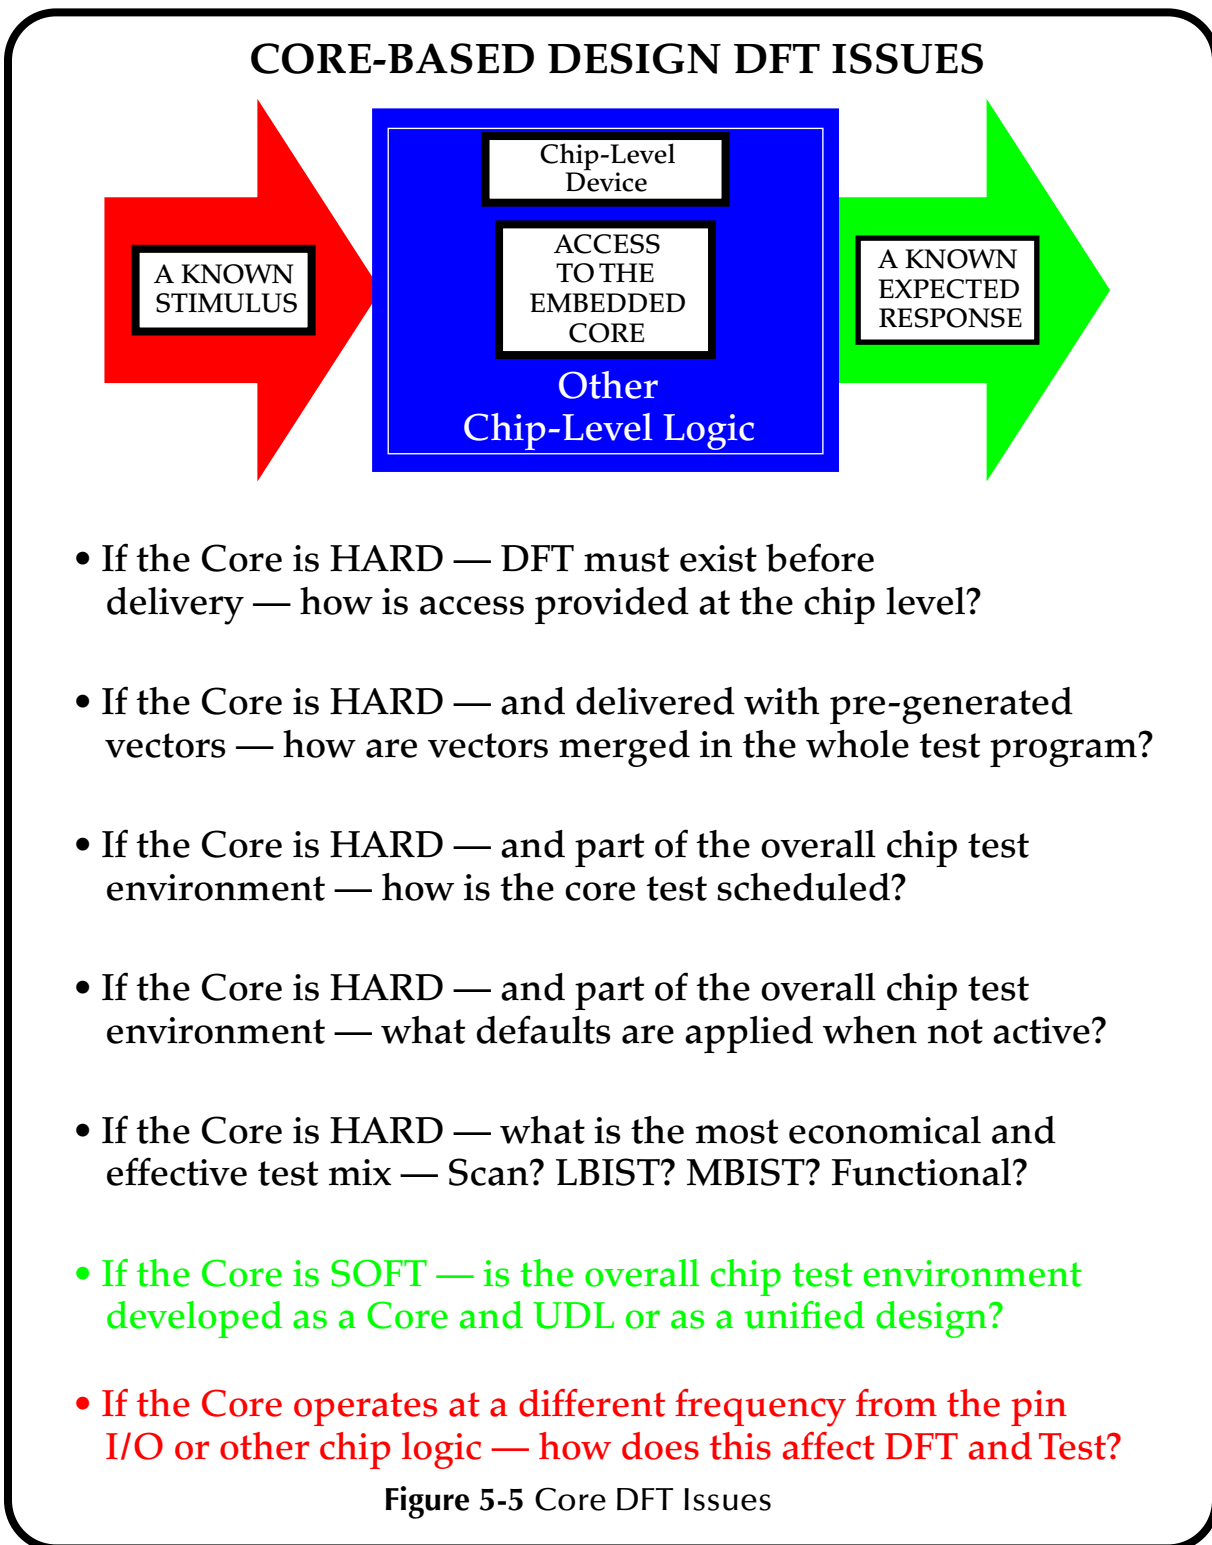 CORE-BASED DESIGN DFT ISSUES
Chip-Level
Device
A KNOWN
STIMULUS
ACCESS
TO THE
EMBEDDED
CORE
A KNOWN
EXPECTED
RESPONSE
Other
Chip-Level Logic
• If the Core is HARD — DFT must exist before
delivery — how is access provided at the chip level?
• If the Core is HARD — and delivered with pre-generated
vectors — how are vectors merged in the whole test program?
• If the Core is HARD — and part of the overall chip test
environment — how is the core test scheduled?
• If the Core is HARD — and part of the overall chip test
environment — what defaults are applied when not active?
• If the Core is HARD — what is the most economical and
effective test mix — Scan? LBIST? MBIST? Functional?
• If the Core is SOFT — is the overall chip test environment
developed as a Core and UDL or as a unified design?
• If the Core operates at a different frequency from the pin
I/O or other chip logic — how does this affect DFT and Test?
Figure 5-5 Core DFT Issues